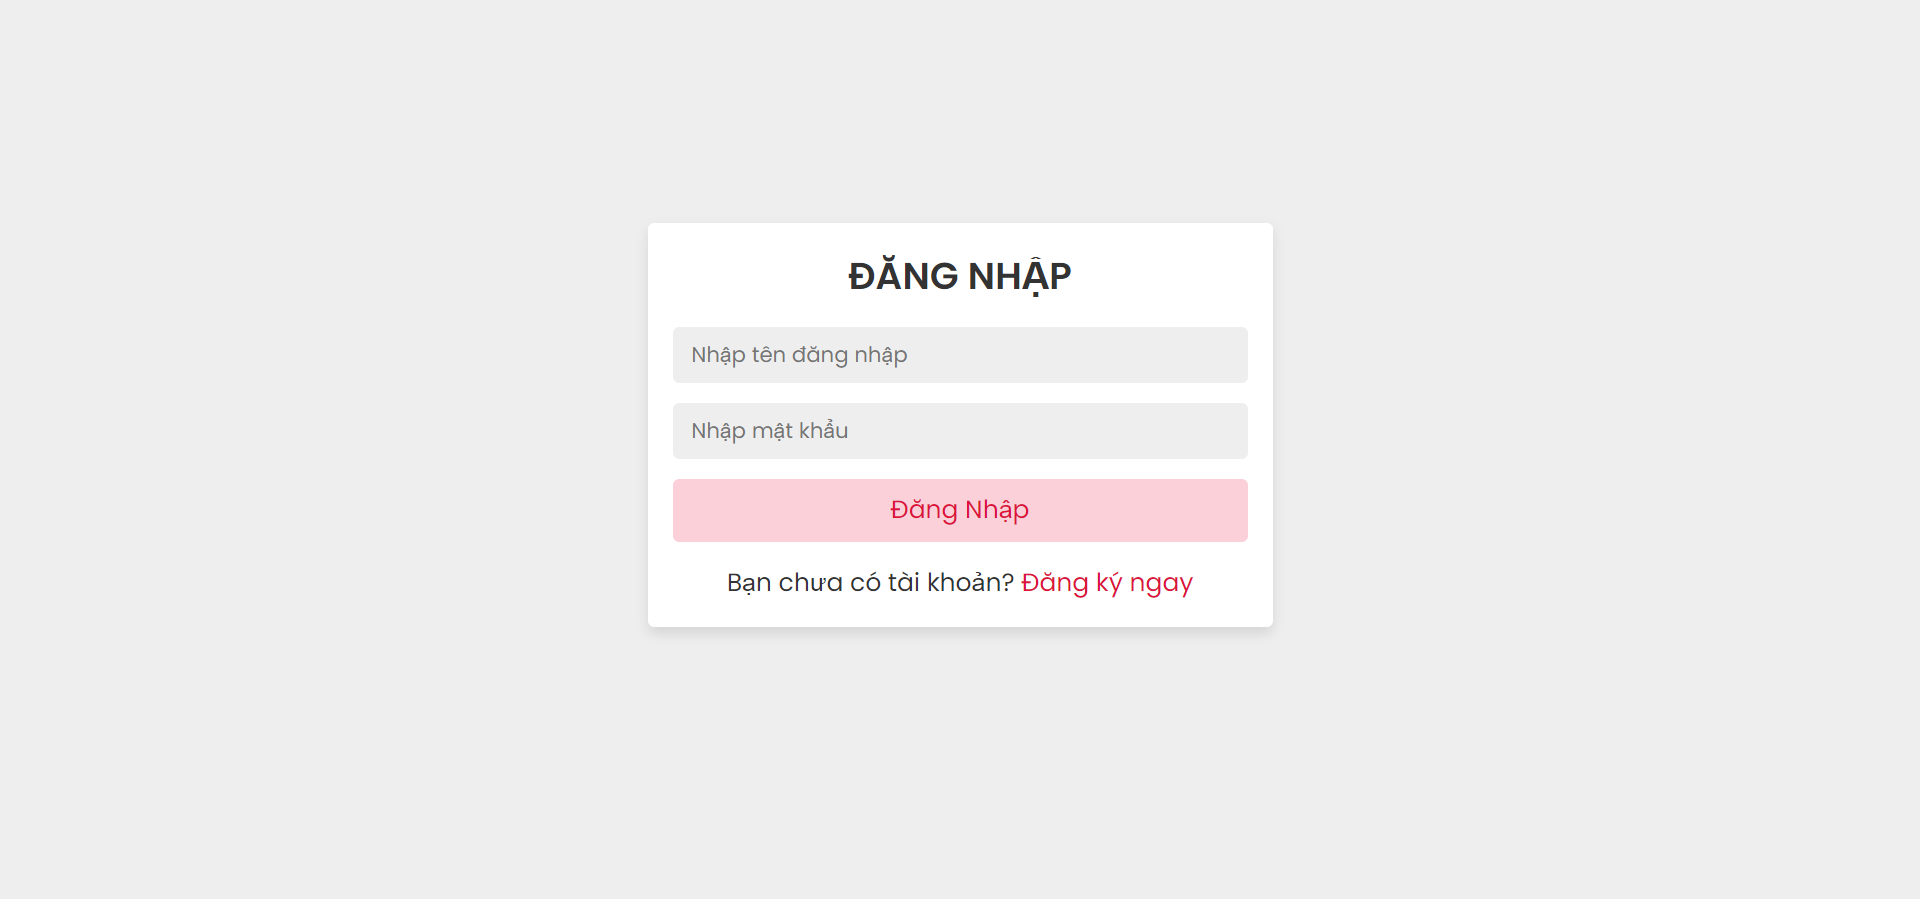 ĐĂNG NHẬP
Nhập tên đăng nhập
Nhập mật khẩu
Đăng Nhập
Bạn chưa có tài khoản? Đăng ký ngay